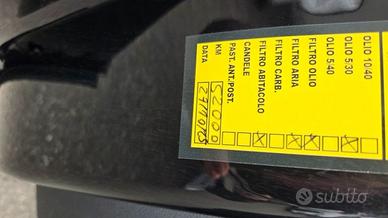 OLIO 10/40
OLIO 5:30
OLIO 5:40
FILTRO OLIO
FILTRO ARIA
FILTRO CARB.
FILTRO ABITACOLO
CANDELE
PAST. ANT. POST.
KM 52000
DATA
subito